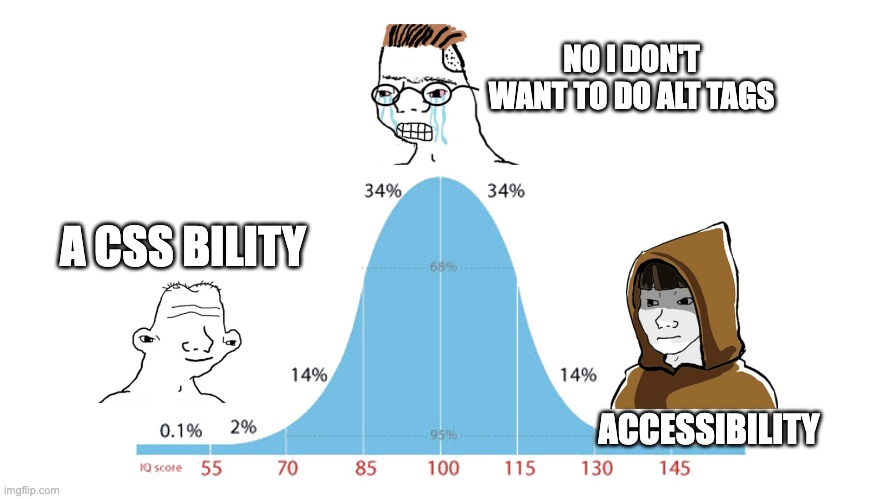 NO I DON'T
WANT TO DO ALT TAGS
34% 34%
A CSS BILITY
68%
14% 14%
ACCESSIBILITY
0.1% 2%
95%
IQ score 55 70 85 100 115 130 145
imgflip.com